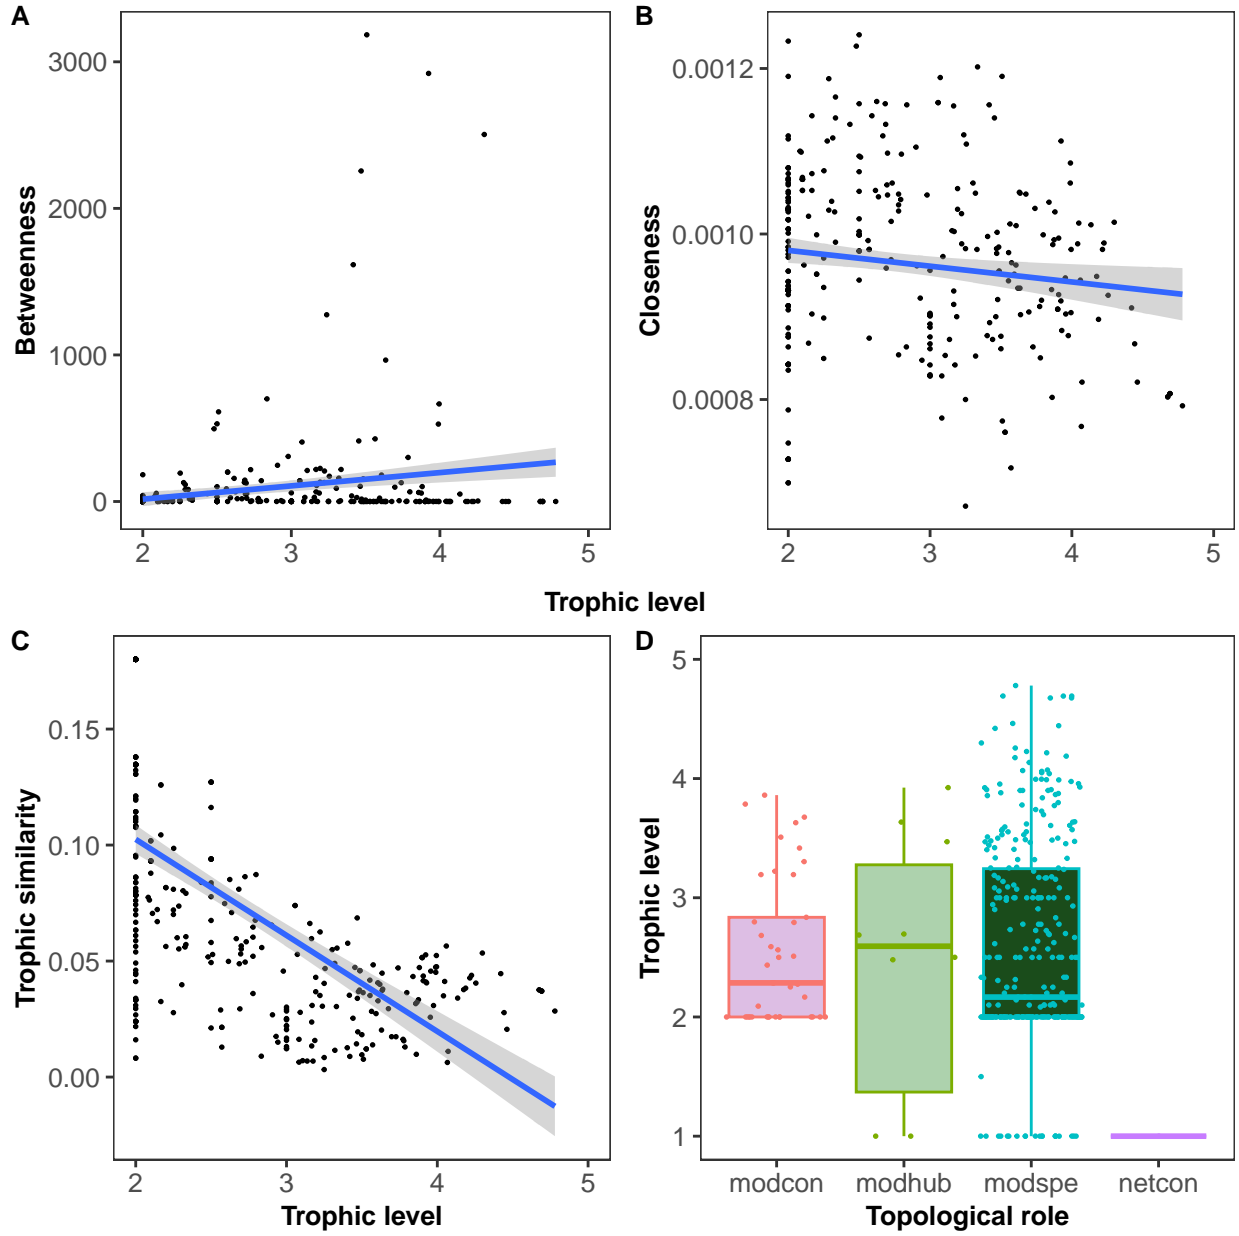 A
Betweenness
3000
2000
1000
0
2 3 4 5
B
Closeness
0.0012
0.0010
0.0008
2 3 4 5
Trophic level
C
Trophic similarity
0.15
0.10
0.05
0.00
2 3 4 5
Trophic level
D
Trophic level
5
4
3
2
1
modcon modhub modspe netcon
Topological role